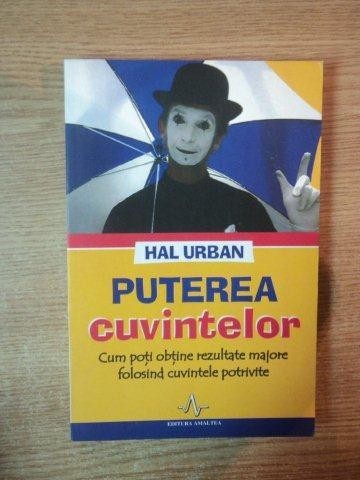 HAL URBAN
PUTEREA
cuvintelor
Cum poți obține rezultate majore
folosind cuvintele potrivite
EDITURA AMALTEA